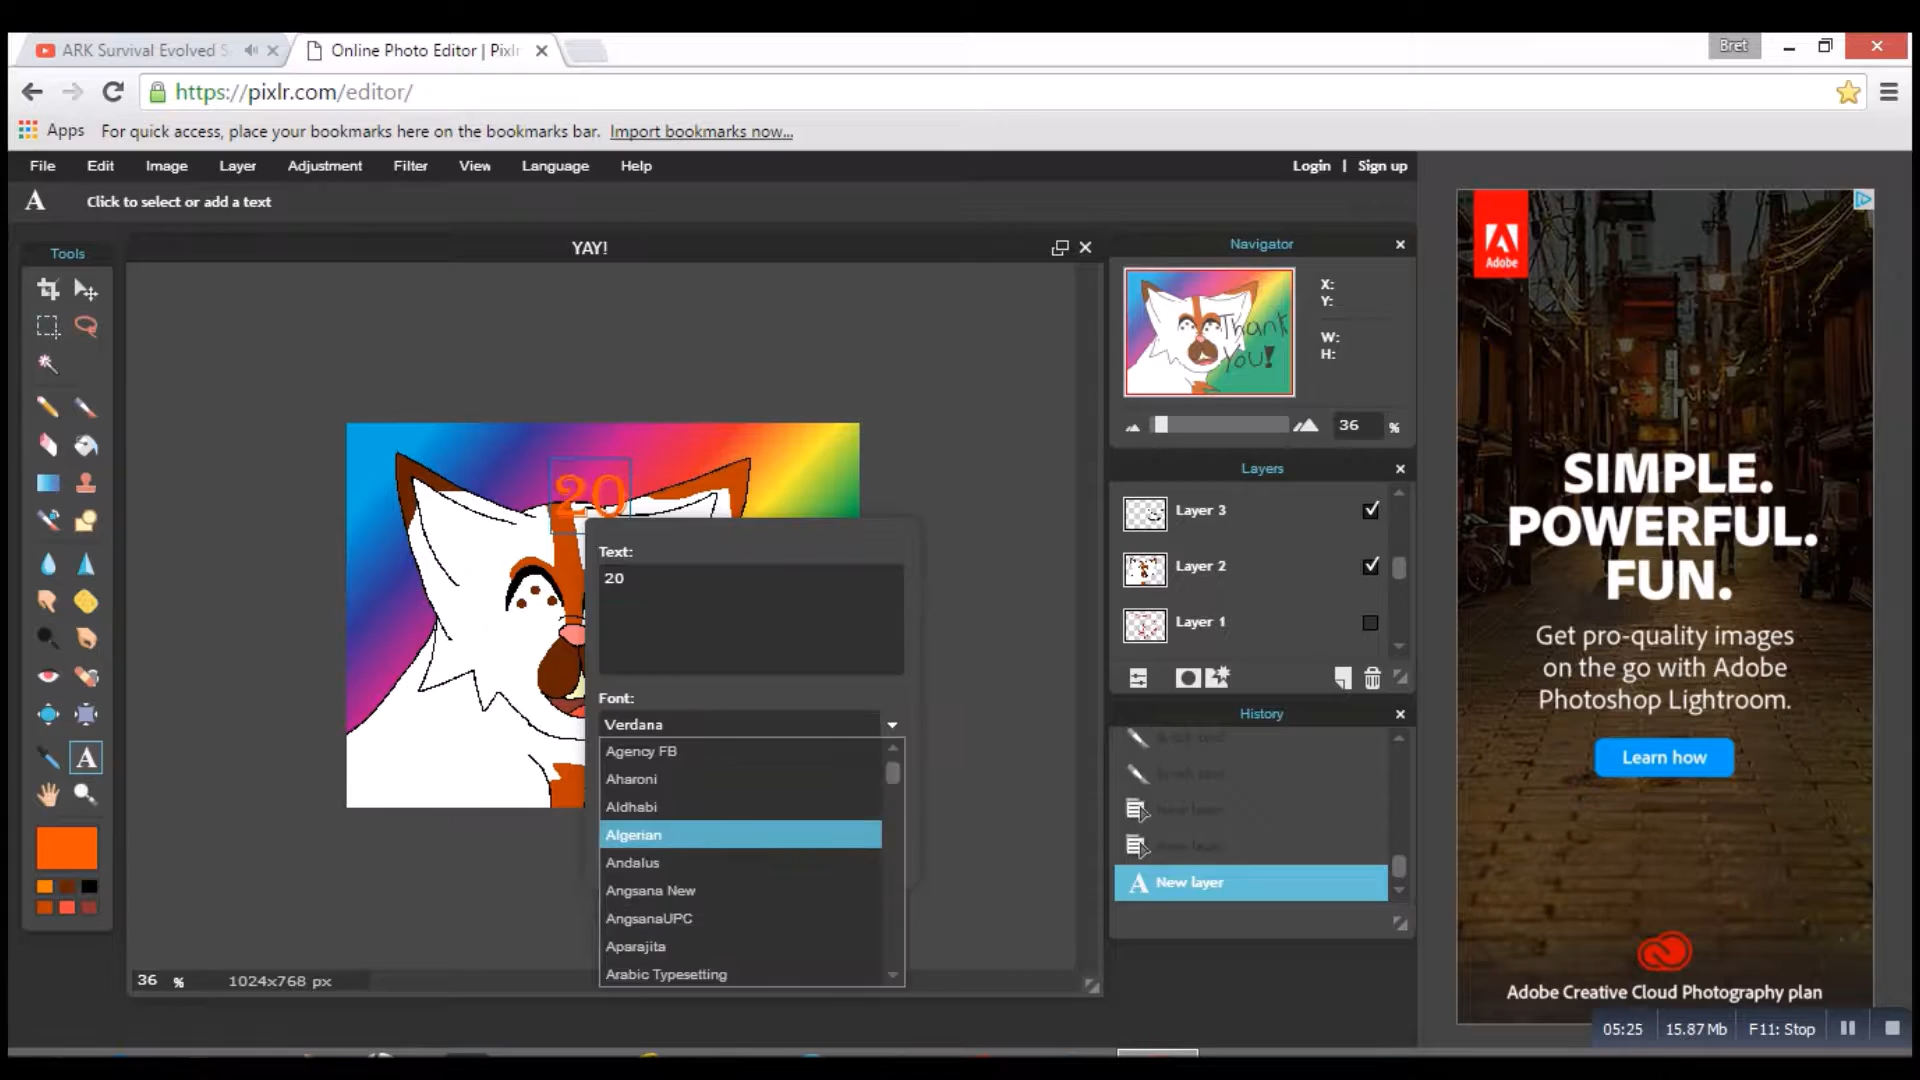 ARK Survival Evolved S
Online Photo Editor | Pixlr
Bret
https://pixlr.com/editor/
Apps
For quick access, place your bookmarks here on the bookmarks bar. Import bookmarks now...
File Edit Image Layer Adjustment Filter View Language Help
Login | Sign up
A
Click to select or add a text
Tools
YAY!
Navigator
X:
Y:
W:
H:
Thank
You!
36 %
20
Layers
Layer 3
Layer 2
Layer 1
Text:
20
Font:
Verdana
Agency FB
Aharoni
Aldhabi
Algerian
Andalus
Angsana New
AngsanaUPC
Aparajita
Arabic Typesetting
History
A New layer
A
36 %
1024x768 px
Adobe
SIMPLE.
POWERFUL.
FUN.
Get pro-quality images
on the go with Adobe
Photoshop Lightroom.
Learn how
Adobe Creative Cloud Photography plan
05:25
15.87 Mb
F11: Stop